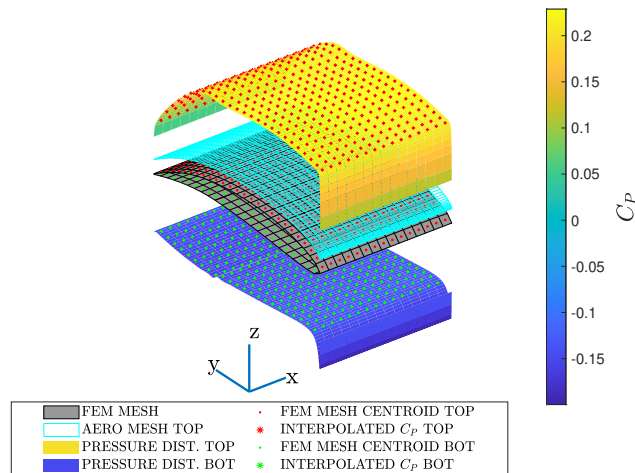 0.2
0.15
0.1
0.05
0
-0.05
-0.1
-0.15
C_P
z
y
x
FEM MESH
AERO MESH TOP
PRESSURE DIST. TOP
PRESSURE DIST. BOT
FEM MESH CENTROID TOP
INTERPOLATED C_P TOP
FEM MESH CENTROID BOT
INTERPOLATED C_P BOT